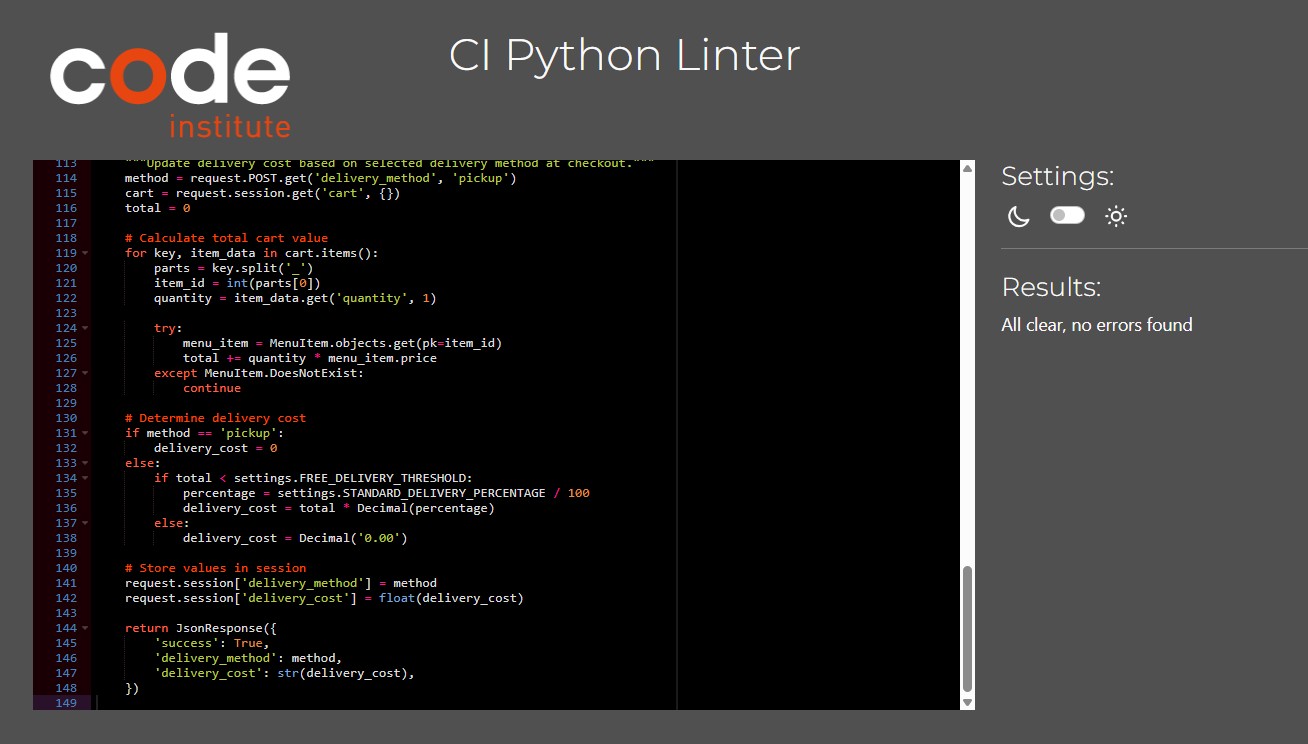 code
institute
CI Python Linter
113 """Update delivery cost based on selected delivery method at checkout."""
114 method = request.POST.get('delivery_method', 'pickup')
115 cart = request.session.get('cart', {})
116 total = 0
117
118 # Calculate total cart value
119 for key, item_data in cart.items():
120 parts = key.split('_')
121 item_id = int(parts[0])
122 quantity = item_data.get('quantity', 1)
123
124 try:
125 menu_item = MenuItem.objects.get(pk=item_id)
126 total += quantity * menu_item.price
127 except MenuItem.DoesNotExist:
128 continue
129
130 # Determine delivery cost
131 if method == 'pickup':
132 delivery_cost = 0
133 else:
134 if total < settings.FREE_DELIVERY_THRESHOLD:
135 percentage = settings.STANDARD_DELIVERY_PERCENTAGE / 100
136 delivery_cost = total * Decimal(percentage)
137 else:
138 delivery_cost = Decimal('0.00')
139
140 # Store values in session
141 request.session['delivery_method'] = method
142 request.session['delivery_cost'] = float(delivery_cost)
143
144 return JsonResponse({
145 'success': True,
146 'delivery_method': method,
147 'delivery_cost': str(delivery_cost),
148 })
149
Settings:
Results:
All clear, no errors found